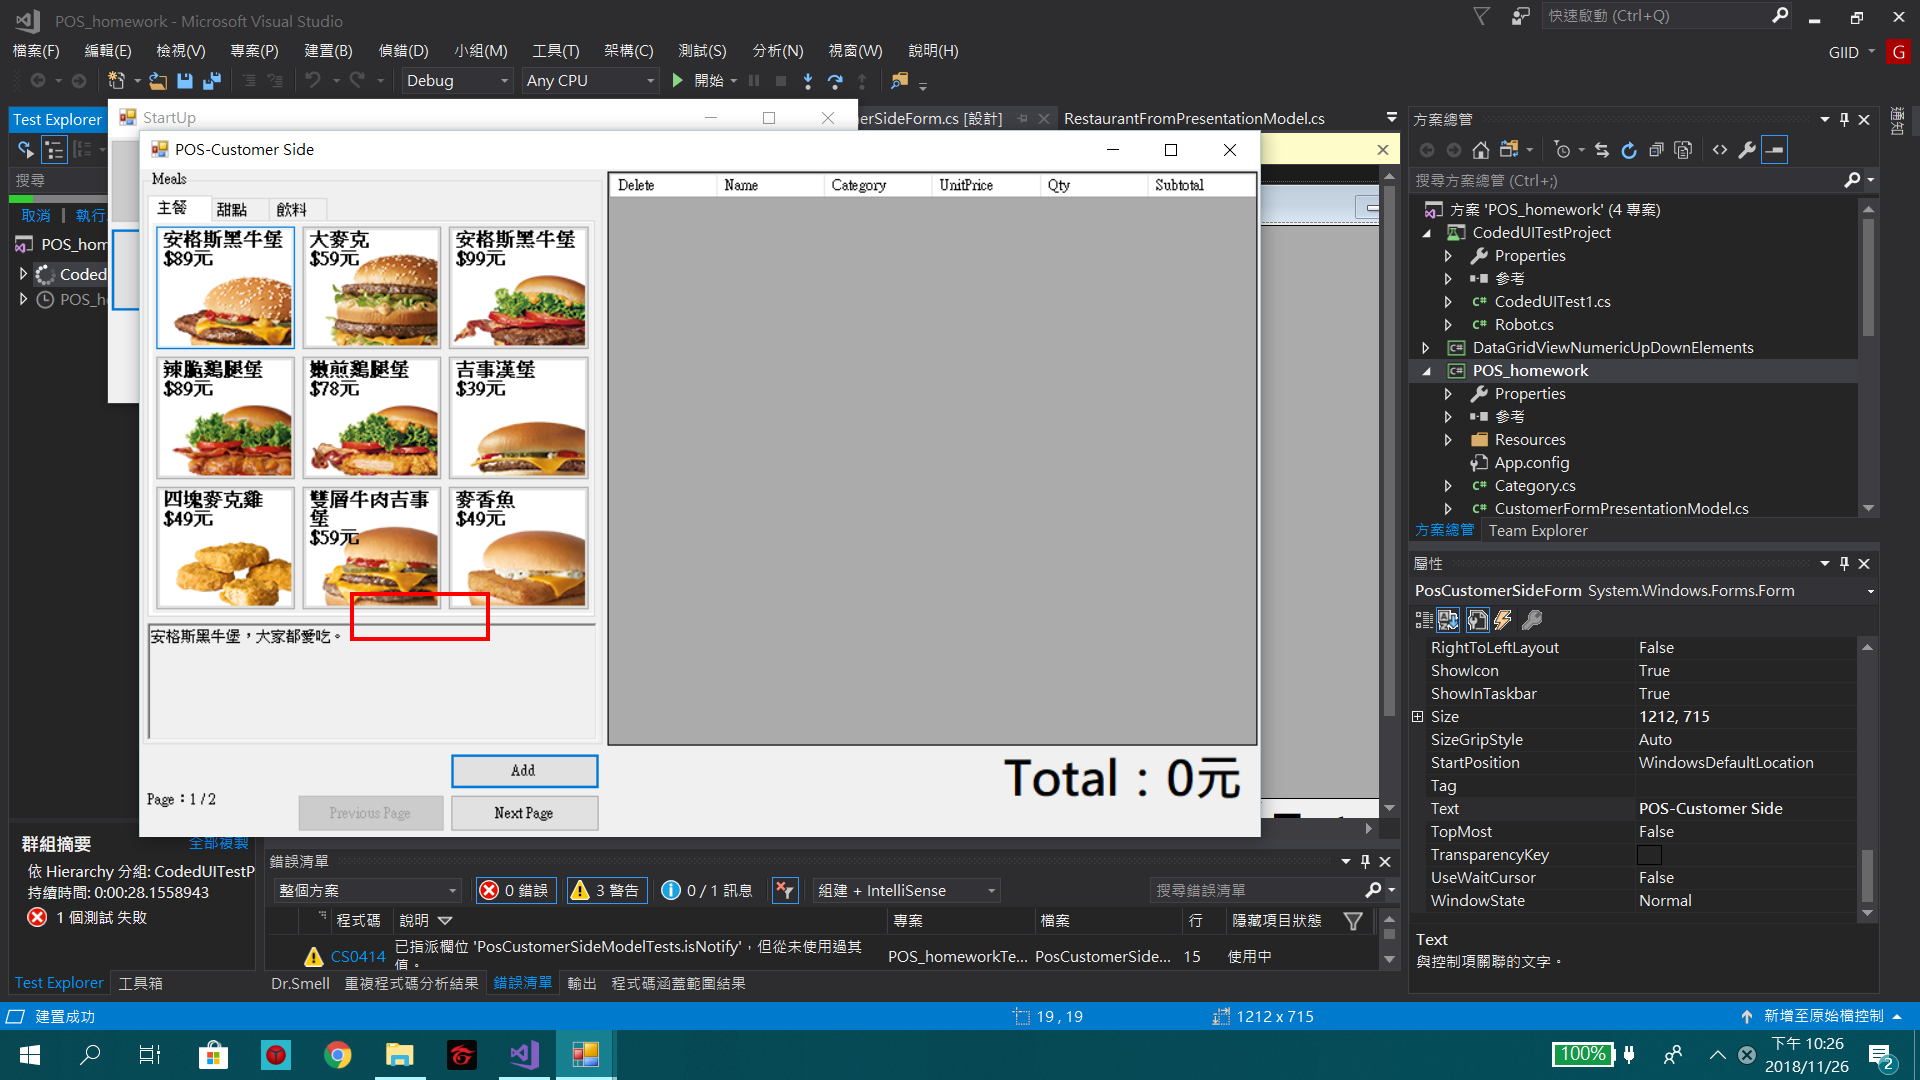 POS_homework - Microsoft Visual Studio
快速啟動 (Ctrl+Q)
檔案(F) 編輯(E) 檢視(V) 專案(P) 建置(B) 偵錯(D) 小組(M) 工具(T) 架構(C) 測試(S) 分析(N) 視窗(W) 說明(H)
GIID G
Debug Any CPU 開始
Test Explorer
StartUp
erSideForm.cs [設計] RestaurantFromPresentationModel.cs
方案總管
通知
POS-Customer Side
Meals
主餐 甜點 飲料
Delete Name Category UnitPrice Qty Subtotal
搜尋
取消 執行
POS_hom
Coded
POS_h
安格斯黑牛堡
$89元
大麥克
$59元
安格斯黑牛堡
$99元
辣脆雞腿堡
$89元
嫩煎雞腿堡
$78元
吉事漢堡
$39元
四塊麥克雞
$49元
雙層牛肉吉事
堡
$59元
麥香魚
$49元
安格斯黑牛堡，大家都愛吃。
Add
Page：1 / 2
Previous Page
Next Page
Total：0元
搜尋方案總管 (Ctrl+;)
方案 'POS_homework' (4 專案)
CodedUITestProject
Properties
參考
C# CodedUITest1.cs
C# Robot.cs
C# DataGridViewNumericUpDownElements
C# POS_homework
Properties
參考
Resources
App.config
C# Category.cs
C# CustomerFormPresentationModel.cs
方案總管 Team Explorer
屬性
PosCustomerSideForm System.Windows.Forms.Form
RightToLeftLayout False
ShowIcon True
ShowInTaskbar True
Size 1212, 715
SizeGripStyle Auto
StartPosition WindowsDefaultLocation
Tag
Text POS-Customer Side
TopMost False
TransparencyKey
UseWaitCursor False
WindowState Normal
Text
與控制項關聯的文字。
群組摘要 全部複製
依 Hierarchy 分組: CodedUITestP
持續時間: 0:00:28.1558943
1 個測試 失敗
Test Explorer 工具箱
錯誤清單
整個方案 0 錯誤 3 警告 0 / 1 訊息 組建 + IntelliSense 搜尋錯誤清單
程式碼 說明 專案 檔案 行 隱藏項目狀態
CS0414 已指派欄位 'PosCustomerSideModelTests.isNotify'，但從未使用過其
值。
POS_homeworkTe... PosCustomerSide... 15 使用中
Dr.Smell 重複程式碼分析結果 錯誤清單 輸出 程式碼涵蓋範圍結果
建置成功 19 , 19 1212 x 715 新增至原始檔控制
100%
下午 10:26
2018/11/26
2